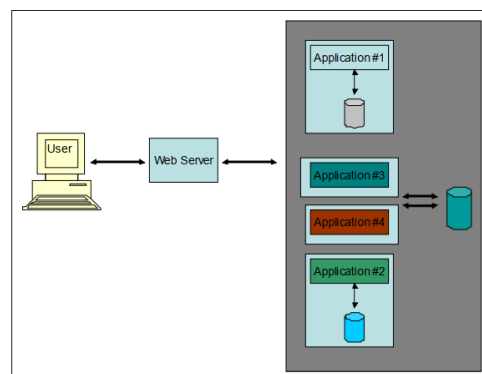 Application #1
User
Web Server
Application #3
Application #4
Application #2